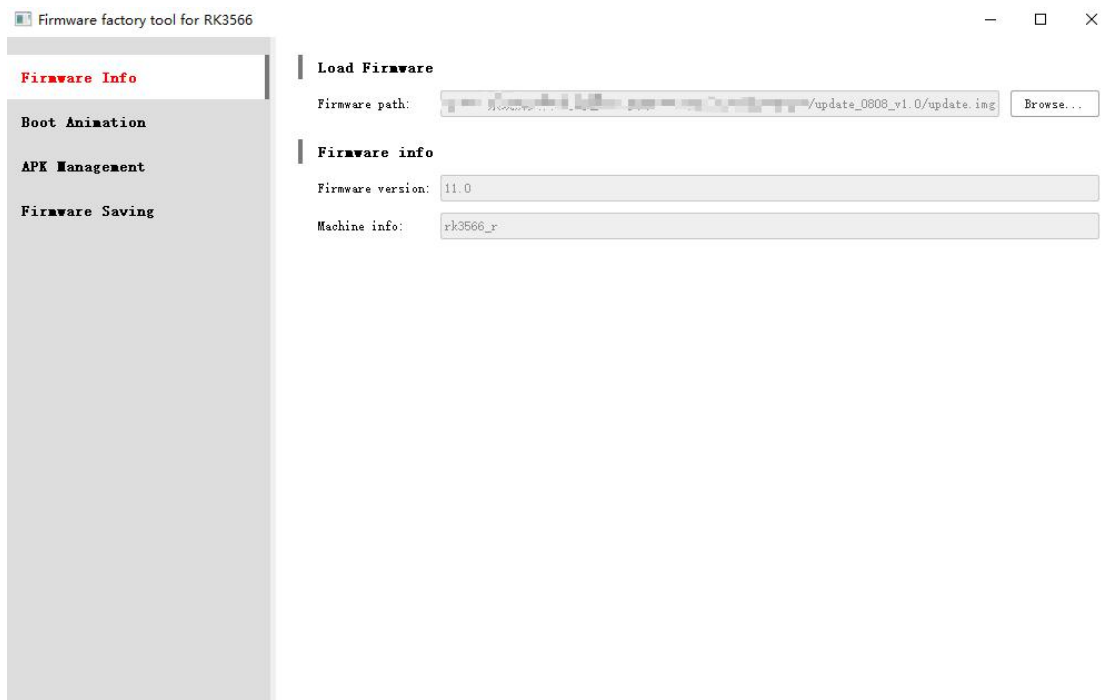 Firmware factory tool for RK3566
Firmware Info
Boot Animation
APK Management
Firmware Saving
Load Firmware
Firmware path: /update_0808_v1.0/update.img Browse...
Firmware info
Firmware version: 11.0
Machine info: rk3566_r